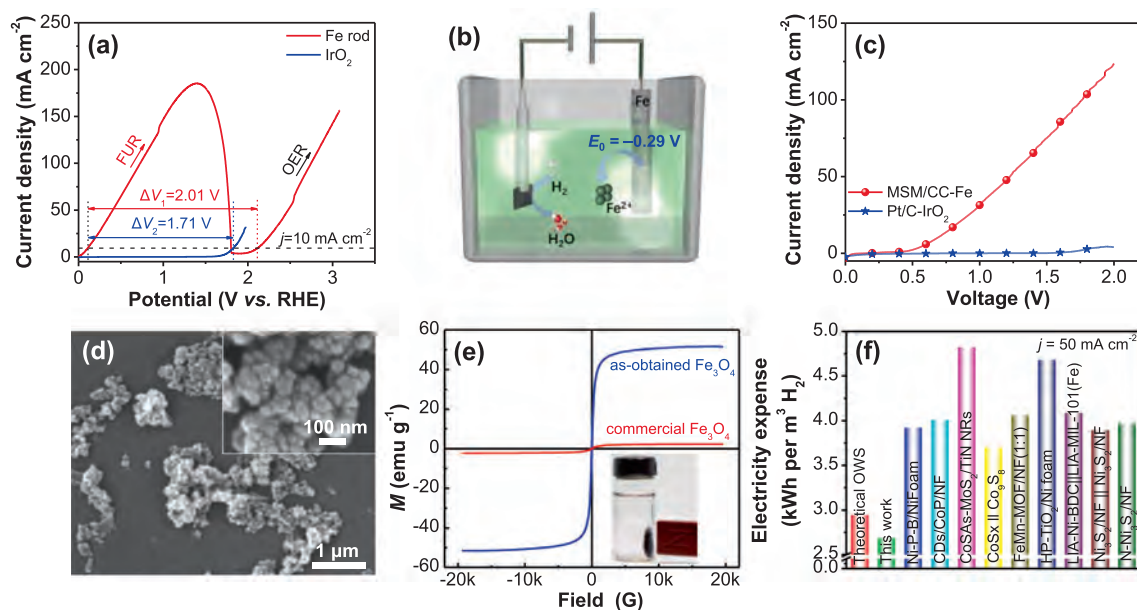 (a)
Fe rod
IrO2
FUR
OER
ΔV1=2.01 V
ΔV2=1.71 V
j=10 mA cm-2
Current density (mA cm-2)
250
200
150
100
50
0
0
1
2
3
Potential (V vs. RHE)
(b)
Fe
E0 = −0.29 V
H2
Fe2+
H2O
(c)
Current density (mA cm-2)
150
100
50
0
MSM/CC-Fe
Pt/C-IrO2
0.0
0.5
1.0
1.5
2.0
Voltage (V)
(d)
100 nm
1 μm
(e)
M (emu g-1)
60
40
20
0
-20
-40
-60
as-obtained Fe3O4
commercial Fe3O4
-20k
-10k
0
10k
20k
Field (G)
(f)
j = 50 mA cm-2
Electricity expense
(kWh per m3 H2)
5.0
4.5
4.0
3.5
3.0
2.5
0.0
Theoretical OWS
This work
Ni-P-B/NiFoam
CDs/CoP/NF
CoSAs-MoS2/TiN NRs
CoSx II Co9S8
FeMn-MOF/NF(1:1)
HP-TiO2/Ni foam
LIA-Ni-BDC||LIA-MIL-101(Fe)
Ni3S2/NF || Ni3S2/NF
N-Ni3S2/NF